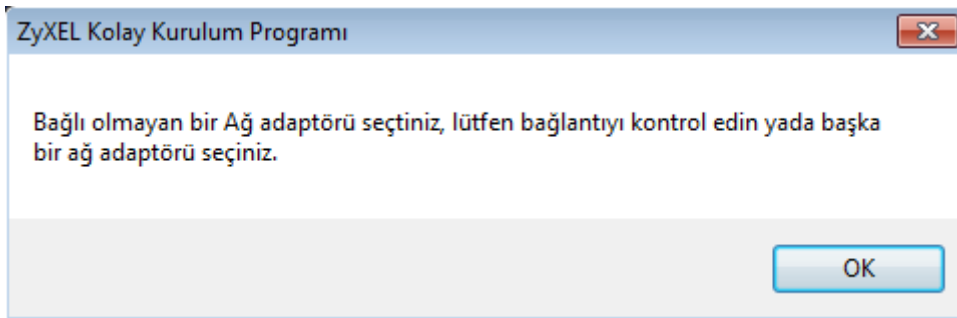 ZyXEL Kolay Kurulum Programı
Bağlı olmayan bir Ağ adaptörü seçtiniz, lütfen bağlantıyı kontrol edin yada başka
bir ağ adaptörü seçiniz.
OK